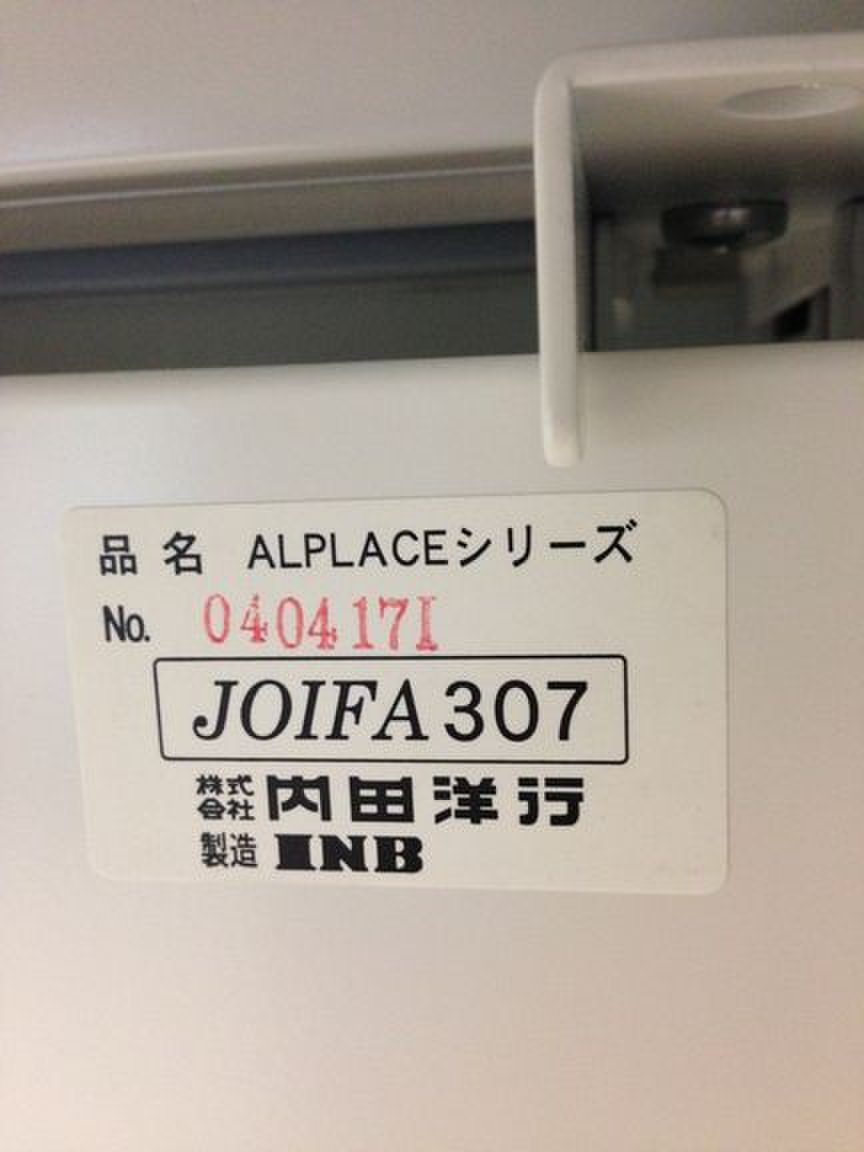 品名 ALPLACEシリーズ
No. 040417I
JOIFA 307
株式会社 内田洋行
製造 INB